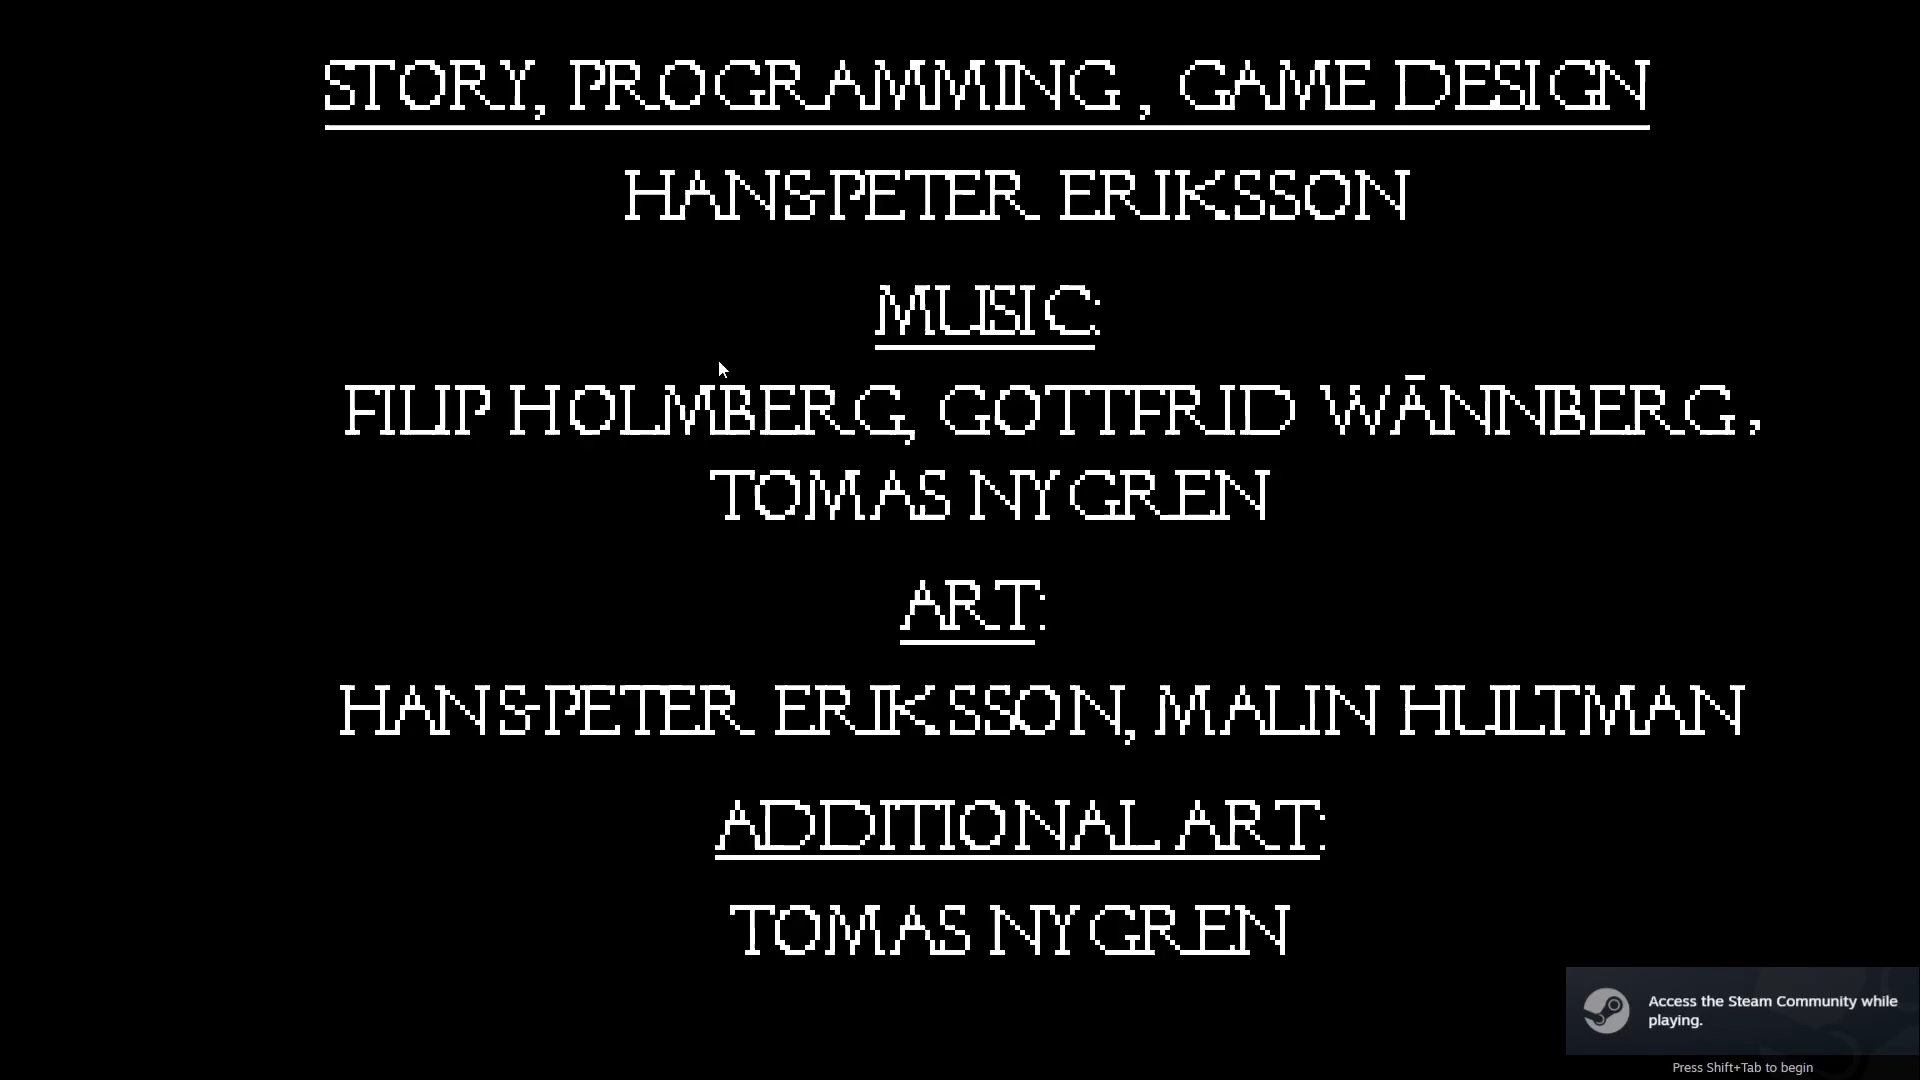 STORY, PROGRAMMING , GAME DESIGN
HANS-PETER ERIKSSON
MUSIC:
FILIP HOLMBERG, GOTTFRID WĀNNBERG,
TOMAS NYGREN
ART:
HANS-PETER ERIKSSON, MALIN HULTMAN
ADDITIONAL ART:
TOMAS NYGREN
Access the Steam Community while
playing.
Press Shift+Tab to begin